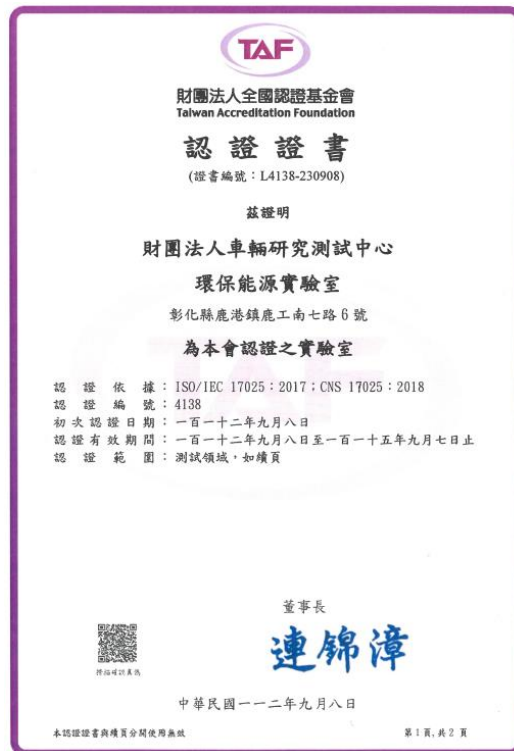 TAF
財團法人全國認證基金會
Taiwan Accreditation Foundation
認證證書
(證書編號：L4138-230908)
茲證明
財團法人車輛研究測試中心
環保能源實驗室
彰化縣鹿港鎮鹿工南七路6號
為本會認證之實驗室
認證依據：ISO/IEC 17025：2017；CNS 17025：2018
認證編號：4138
初次認證日期：一百一十二年九月八日
認證有效期間：一百一十二年九月八日至一百一十五年九月七日止
認證範圍：測試領域，如續頁
董事長
連錦漳
掃描確認真偽
中華民國一一二年九月八日
本認證證書與續頁分開使用無效
第1頁,共2頁